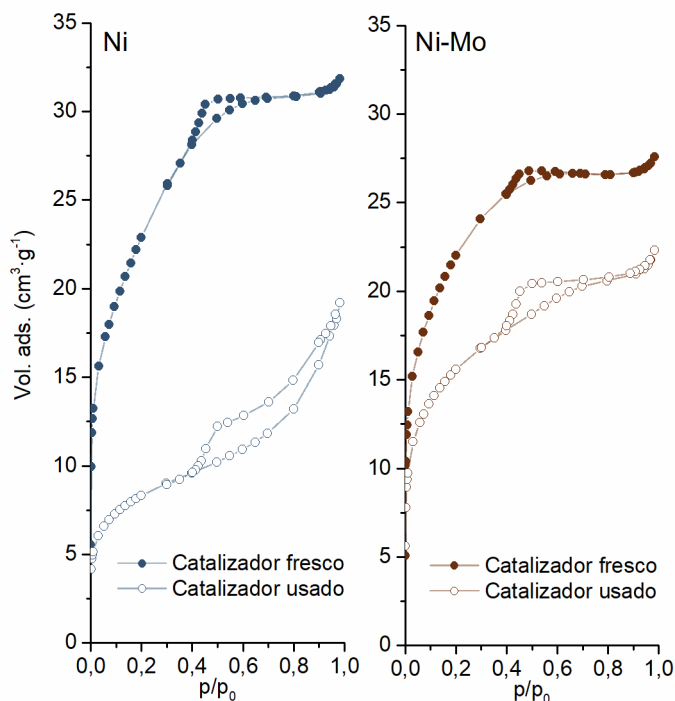 Ni
Vol. ads. (cm³·g⁻¹)
35
30
25
20
15
10
5
0
0,0 0,2 0,4 0,6 0,8 1,0
p/p₀
Catalizador fresco
Catalizador usado
Ni-Mo
35
30
25
20
15
10
5
0
0,0 0,2 0,4 0,6 0,8 1,0
p/p₀
Catalizador fresco
Catalizador usado